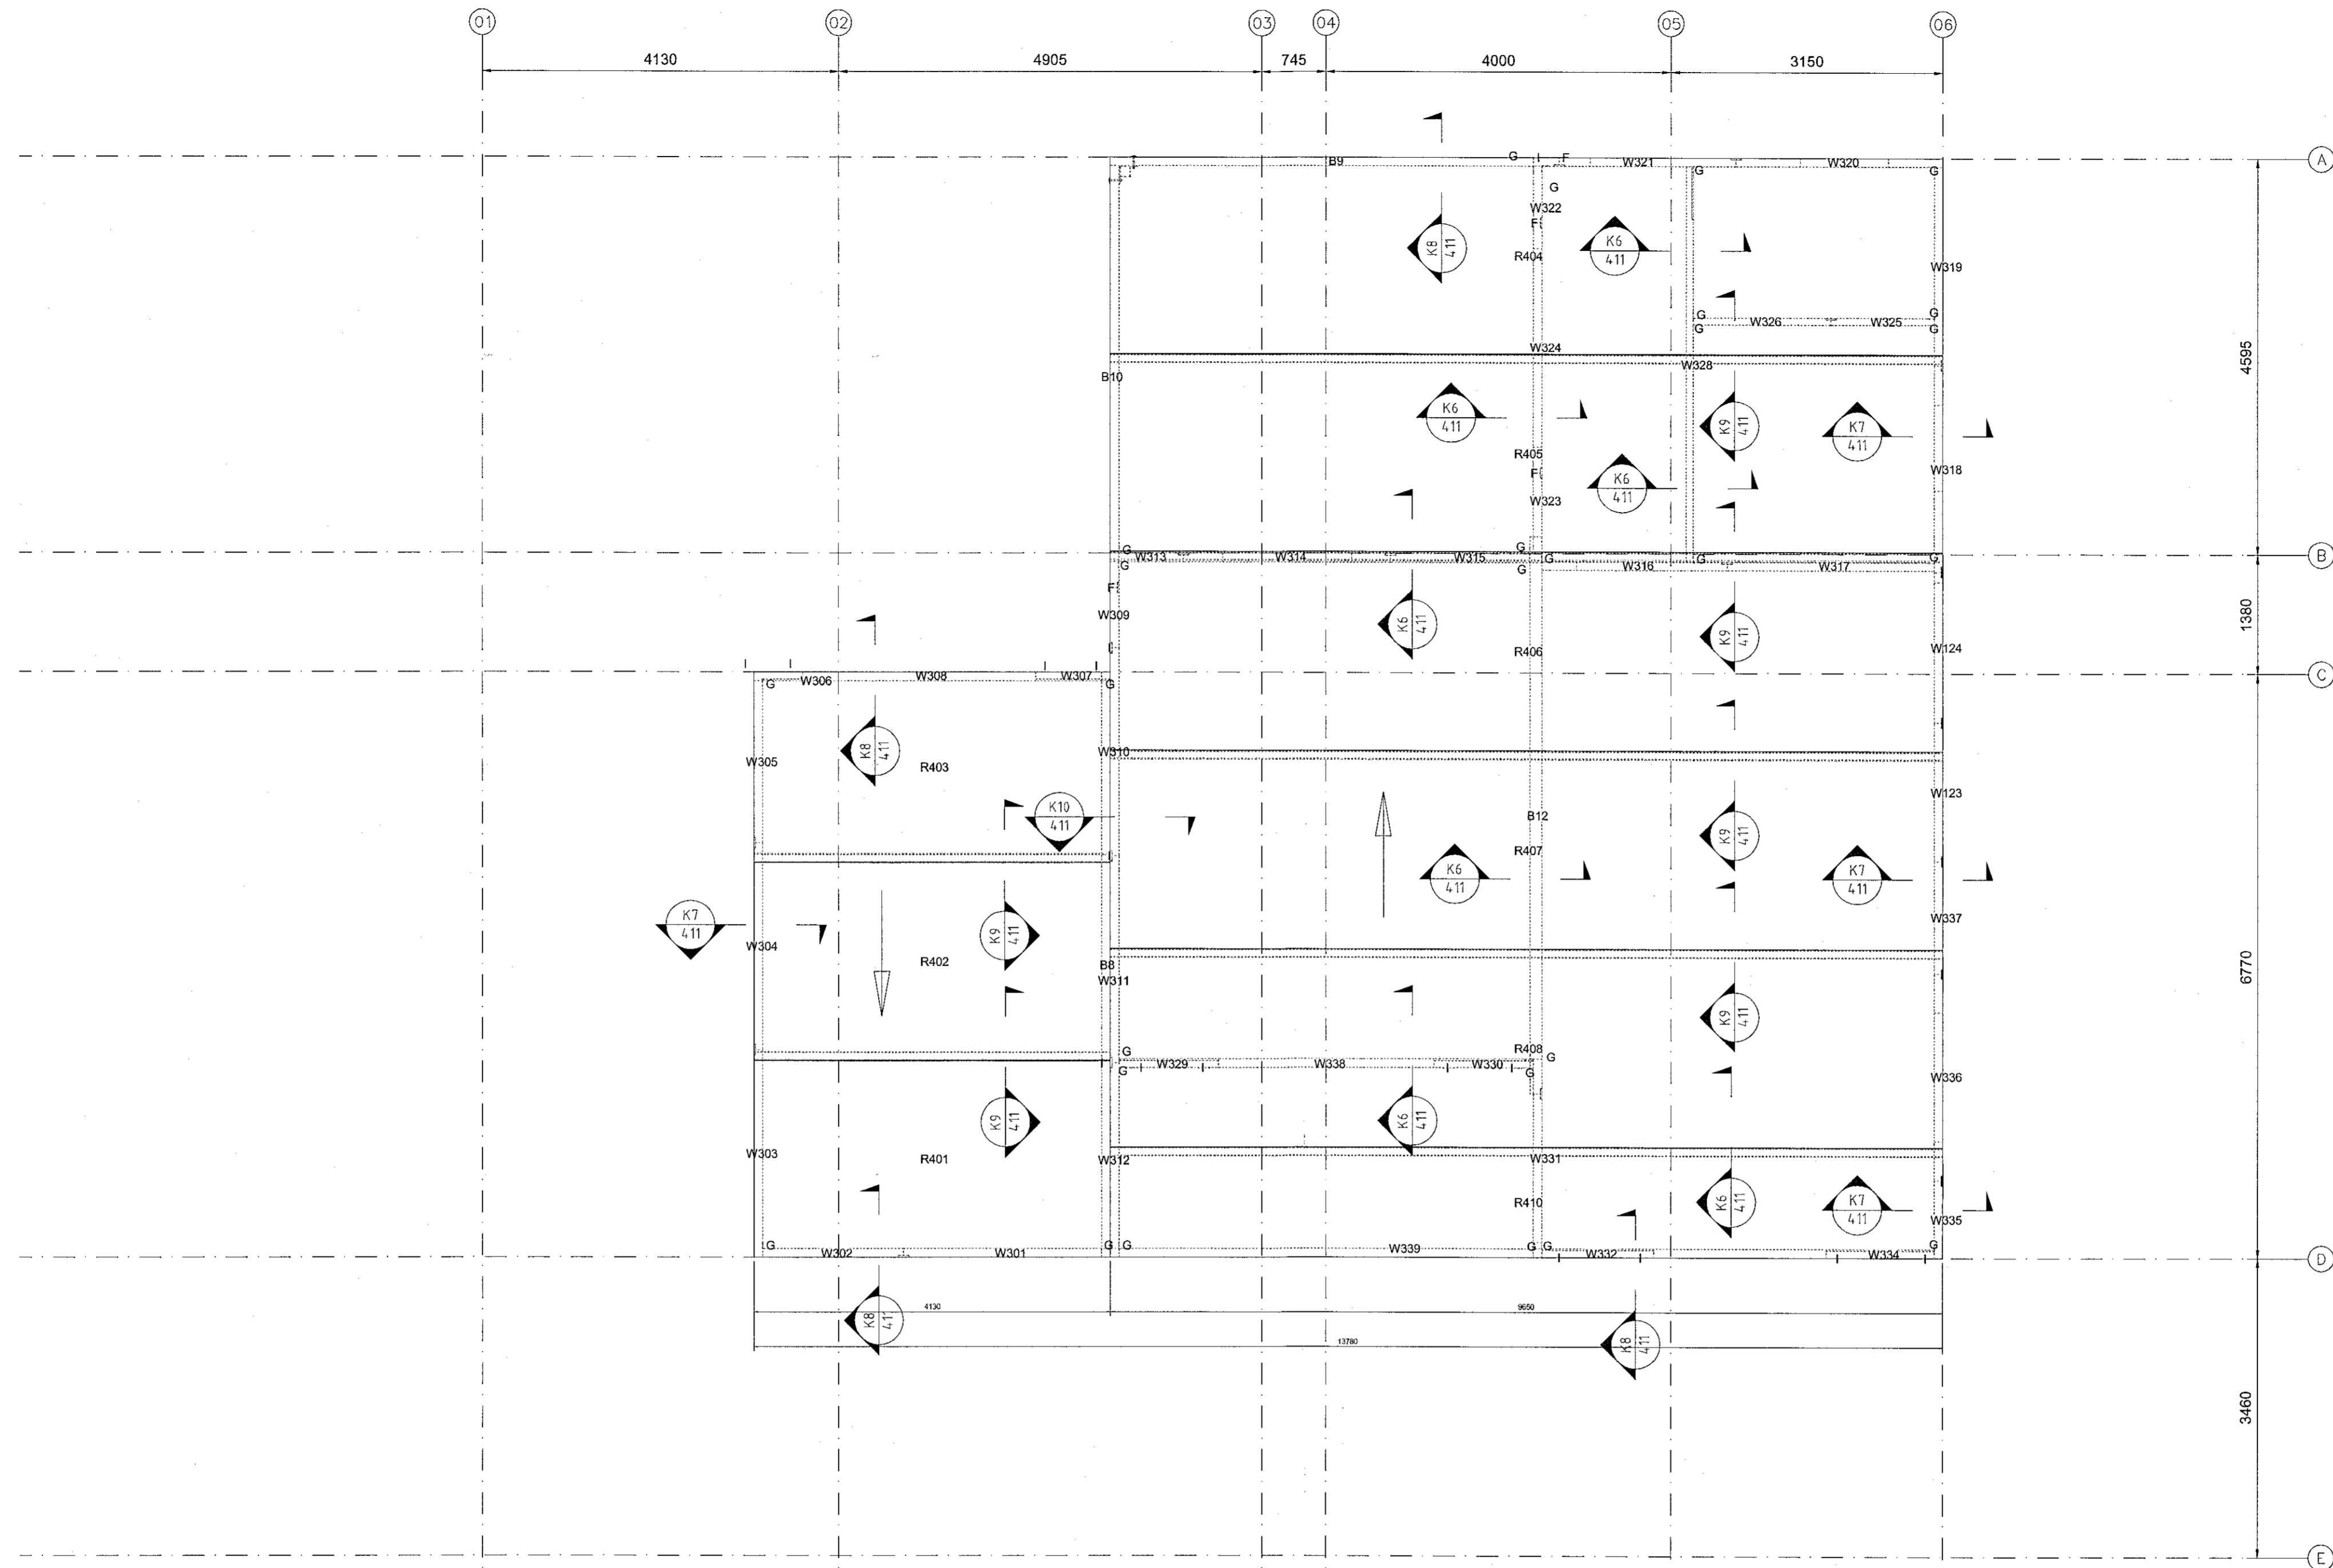 01 02 03 04 05 06
4130 4905 745 4000 3150
A
B9 G F W321 W320
G G
G
W322
F
K6
411
K8
411
R404
W319
G G
W326 W325
G G
4595
W324
W328
B10
K6
411
K9
411
K7
411
R405
F
K6
411
W318
W323
G W313 W314 W315 G G G G
B
G G W316 W317
F
W309
K6
411
K9
411
1380
R406
W124
C
W306 W308 W307
G G
K8
411
W305
R403
W310
W123
K10
411
B12
K9
411
R407
K6
411
K7
411
W337
K7
411
K9
411
W304
R402
B8
W311
6770
K9
411
G
R408
G
W329 W338 W330
G G
W336
K9
411
K6
411
W303
R401
W312
W331
R410
K6
411
K7
411
W335
G G G G G G
W302 W301 W339 W332 W334
D
4130 9650
K8
411
13780
K8
411
3460
E